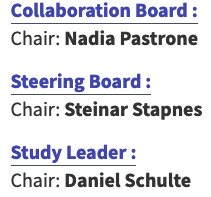 Collaboration Board :
Chair: Nadia Pastrone
Steering Board :
Chair: Steinar Stapnes
Study Leader :
Chair: Daniel Schulte